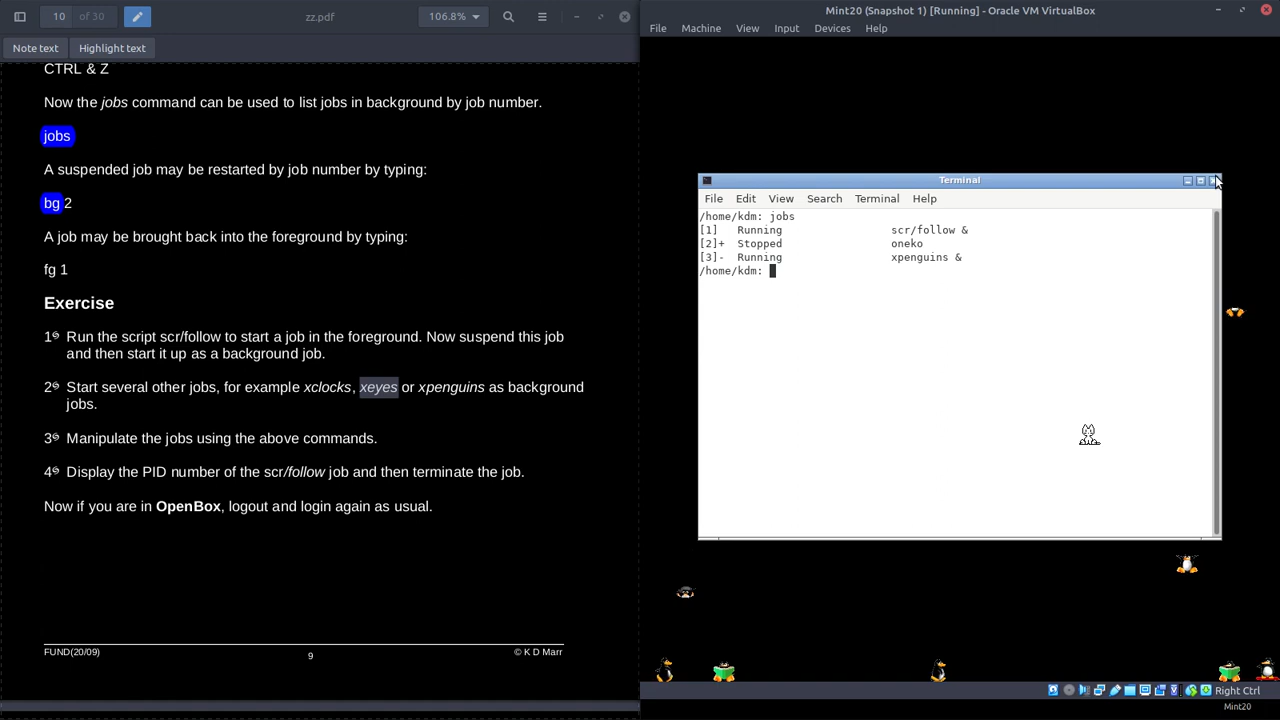 10 of 30
zz.pdf
106.8%
Note text
Highlight text
CTRL & Z
Now the jobs command can be used to list jobs in background by job number.
jobs
A suspended job may be restarted by job number by typing:
bg 2
A job may be brought back into the foreground by typing:
fg 1
Exercise
1 Run the script scr/follow to start a job in the foreground. Now suspend this job
and then start it up as a background job.
2 Start several other jobs, for example xclocks, xeyes or xpenguins as background
jobs.
3 Manipulate the jobs using the above commands.
4 Display the PID number of the scr/follow job and then terminate the job.
Now if you are in OpenBox, logout and login again as usual.
FUND(20/09)
9
© K D Marr
Mint20 (Snapshot 1) [Running] - Oracle VM VirtualBox
File Machine View Input Devices Help
Terminal
File Edit View Search Terminal Help
/home/kdm: jobs
[1]   Running                 scr/follow &
[2]+  Stopped                 oneko
[3]-  Running                 xpenguins &
/home/kdm:
Right Ctrl
Mint20